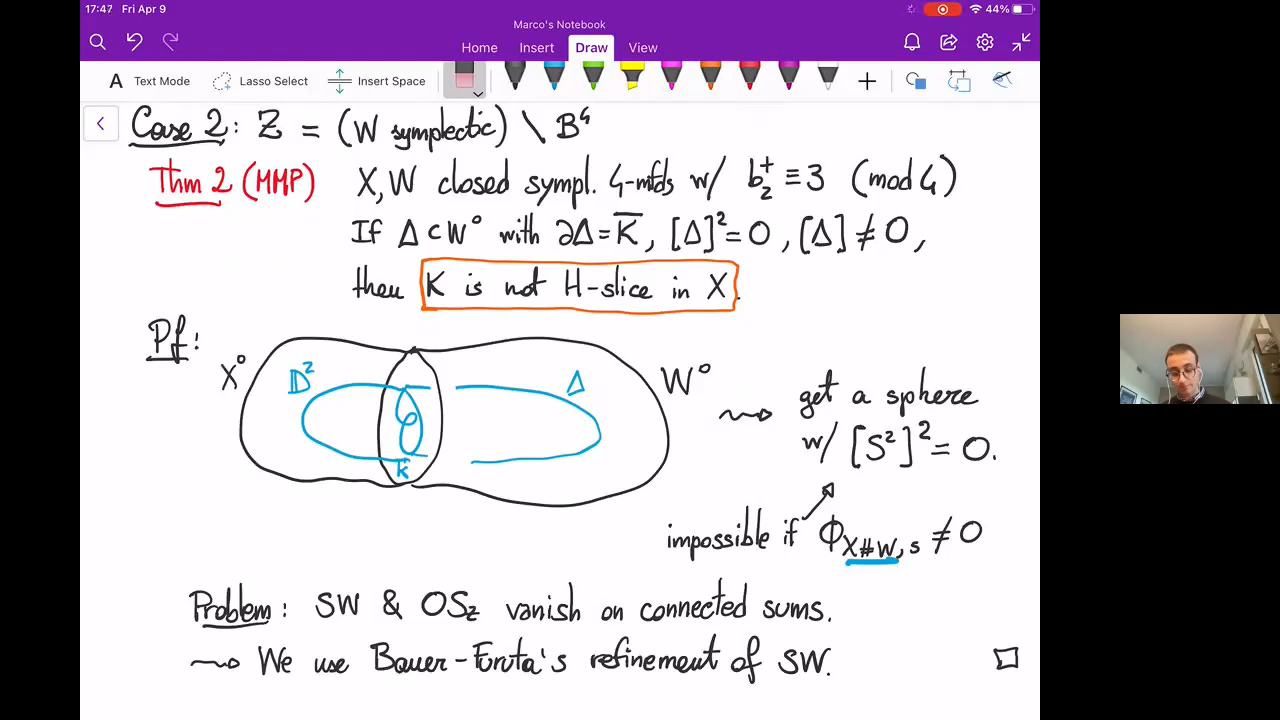 17:47 Fri Apr 9
44%
Marco's Notebook
Home Insert Draw View
Text Mode Lasso Select Insert Space
Case 2: Z = (W symplectic) \ B⁴
Thm 2 (MMP) X, W closed sympl. 4-mfds w/ b₂⁺ ≡ 3 (mod 4)
If Δ ⊂ W° with ∂Δ = K̅, [Δ]² = 0, [Δ] ≠ 0,
then K is not H-slice in X.
Pf:
X° D² K Δ W°
⇝ get a sphere
w/ [S²]² = 0.
impossible if Φ_{X#W,s} ≠ 0
Problem: SW & OSz vanish on connected sums.
⇝ We use Bauer-Furuta's refinement of SW. □